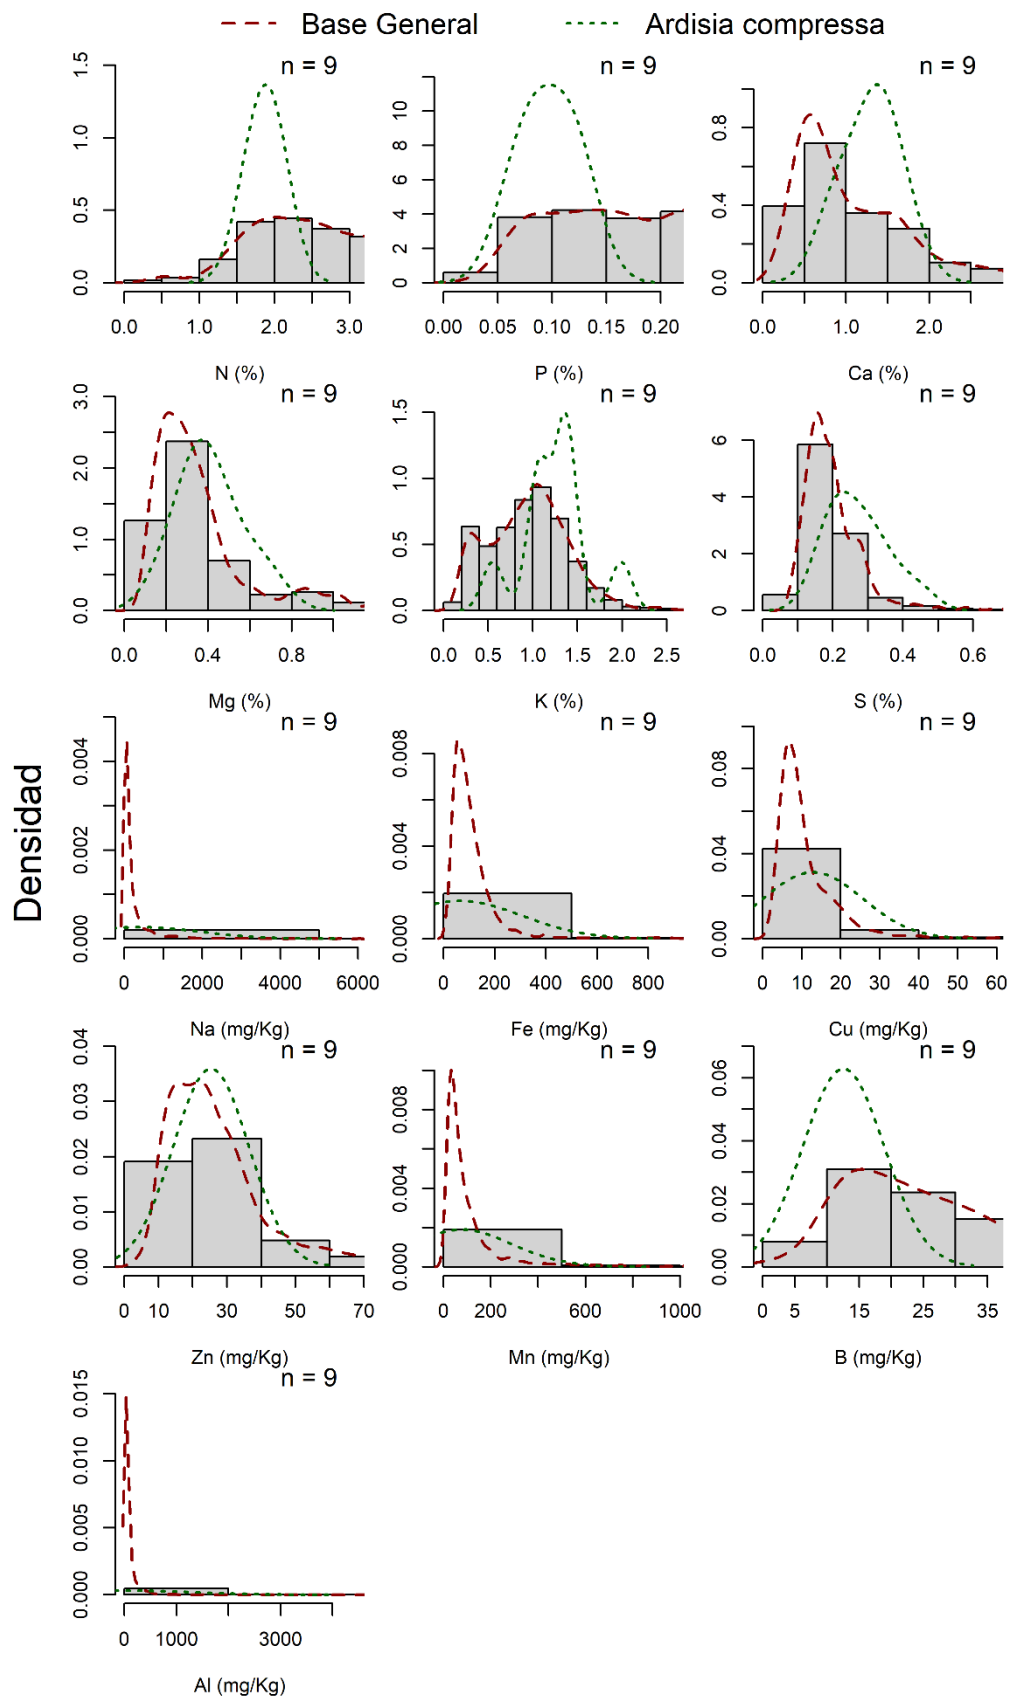 Base General Ardisia compressa
n = 9 n = 9 n = 9
0.0 0.5 1.0 1.5
0 2 4 6 8 10
0.0 0.4 0.8
0.0 1.0 2.0 3.0
0.00 0.05 0.10 0.15 0.20
0.0 1.0 2.0
N (%) P (%) Ca (%)
n = 9 n = 9 n = 9
0.0 1.0 2.0 3.0
0.0 0.5 1.0 1.5
0 2 4 6
0.0 0.4 0.8
0.0 0.5 1.0 1.5 2.0 2.5
0.0 0.2 0.4 0.6
Mg (%) K (%) S (%)
n = 9 n = 9 n = 9
Densidad
0.000 0.002 0.004
0.000 0.004 0.008
0.00 0.04 0.08
0 2000 4000 6000
0 200 400 600 800
0 10 20 30 40 50 60
Na (mg/Kg) Fe (mg/Kg) Cu (mg/Kg)
n = 9 n = 9 n = 9
0.00 0.01 0.02 0.03 0.04
0.000 0.004 0.008
0.00 0.02 0.04 0.06
0 10 30 50 70
0 200 600 1000
0 5 15 25 35
Zn (mg/Kg) Mn (mg/Kg) B (mg/Kg)
n = 9
0.000 0.005 0.010 0.015
0 1000 3000
Al (mg/Kg)